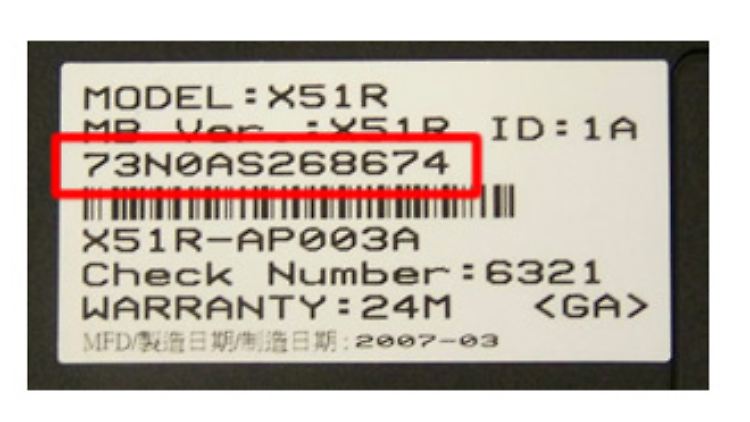 MODEL:X51R
MB Ver. :X51R ID:1A
73N0AS268674
X51R-AP003A
Check Number:6321
WARRANTY:24M <GA>
MFD/製造日期/制造日期:2007-03